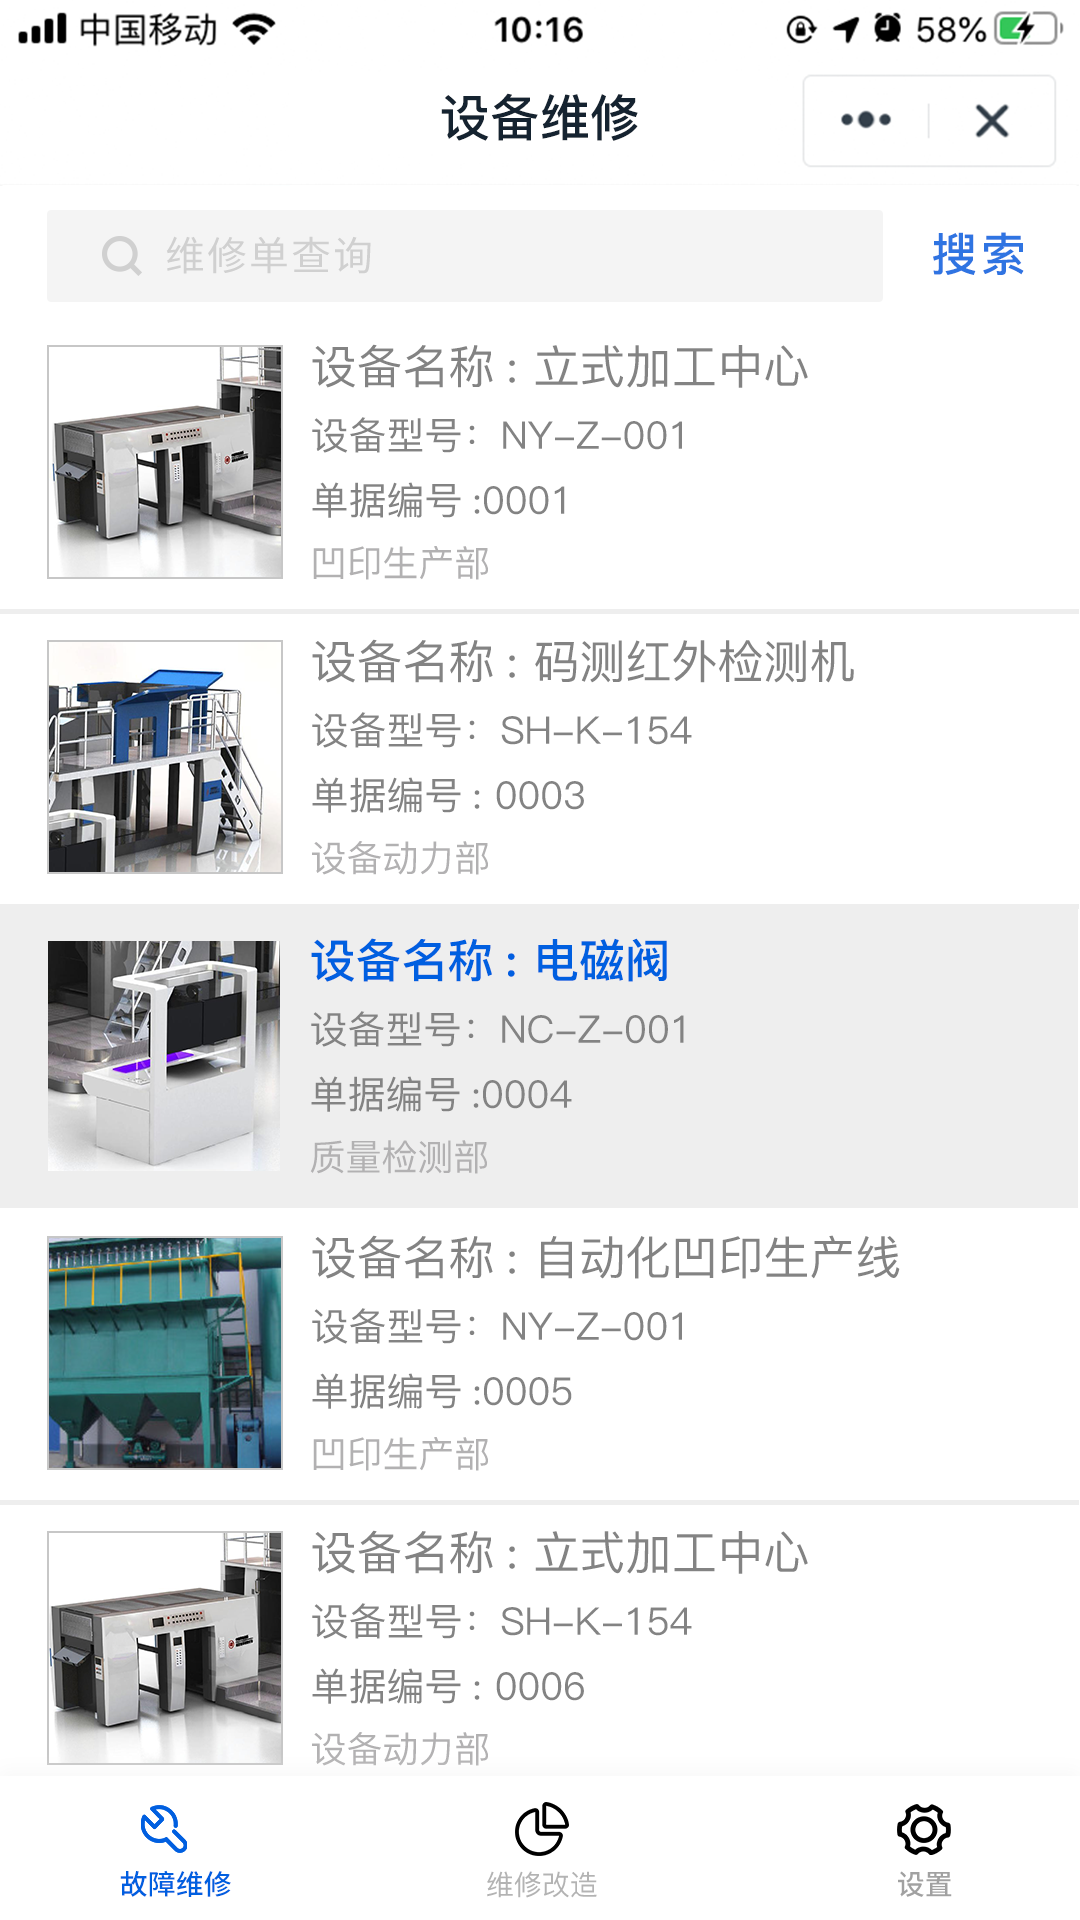 中国移动 10:16 58%
设备维修
维修单查询 搜索
设备名称 : 立式加工中心
设备型号: NY-Z-001
单据编号 :0001
凹印生产部
设备名称 : 码测红外检测机
设备型号: SH-K-154
单据编号 : 0003
设备动力部
设备名称 : 电磁阀
设备型号: NC-Z-001
单据编号 :0004
质量检测部
设备名称 : 自动化凹印生产线
设备型号: NY-Z-001
单据编号 :0005
凹印生产部
设备名称 : 立式加工中心
设备型号: SH-K-154
单据编号 : 0006
设备动力部
故障维修 维修改造 设置